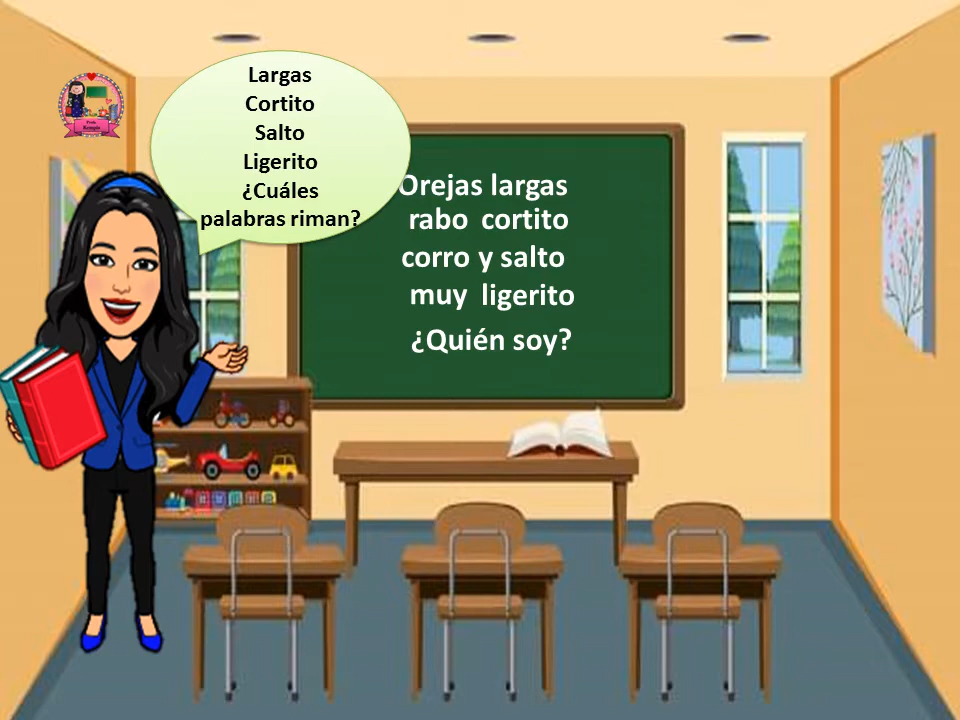 Largas
Cortito
Salto
Ligerito
¿Cuáles
palabras riman?
Orejas largas
rabo cortito
corro y salto
muy ligerito
¿Quién soy?